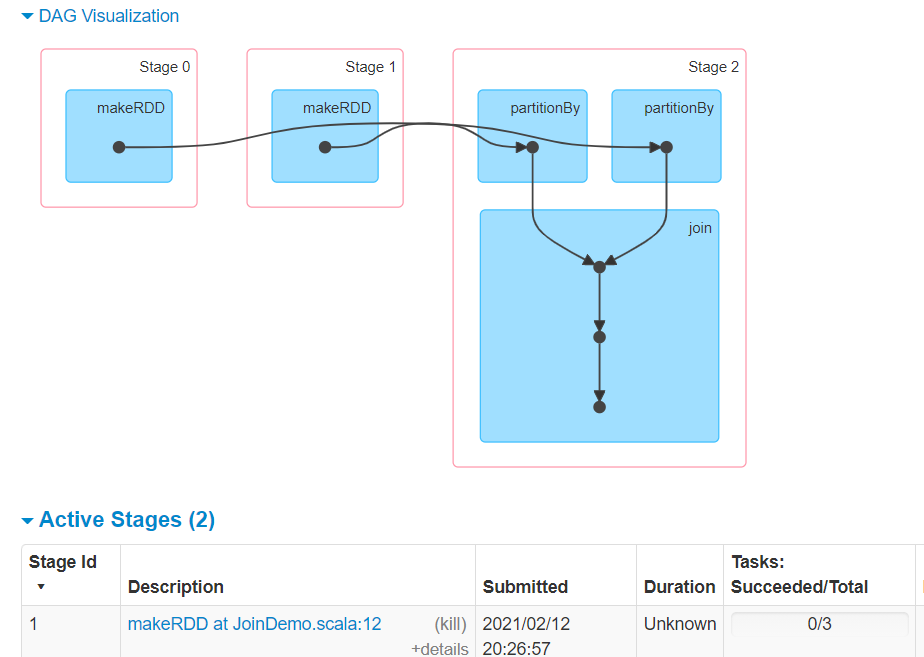 DAG Visualization
Stage 0
Stage 1
Stage 2
makeRDD
makeRDD
partitionBy
partitionBy
join
Active Stages (2)
Stage Id
Description
Submitted
Duration
Tasks:
Succeeded/Total
1
makeRDD at JoinDemo.scala:12
(kill)
+details
2021/02/12
20:26:57
Unknown
0/3